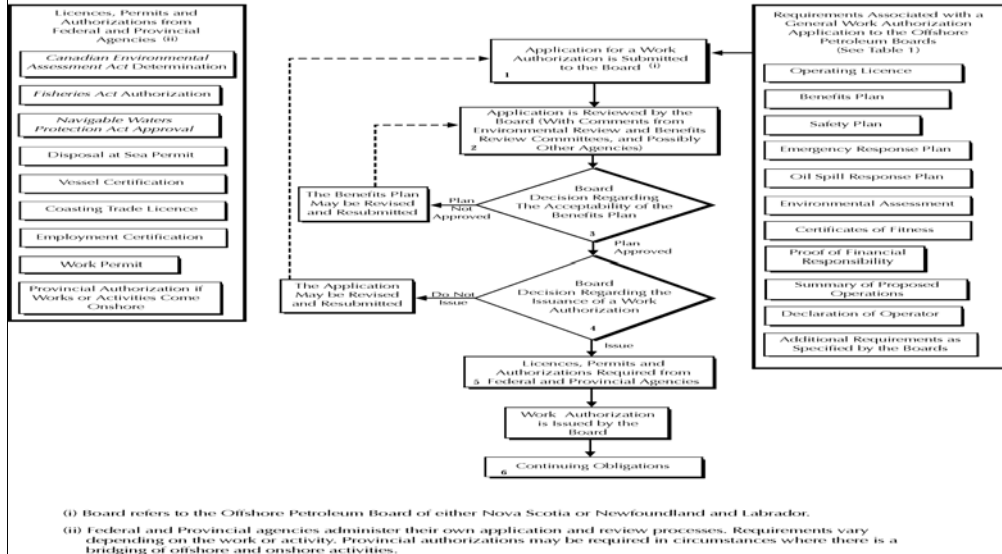 Licences, Permits and
Authorizations from
Federal and Provincial
Agencies (ii)
Canadian Environmental
Assessment Act Determination
Fisheries Act Authorization
Navigable Waters
Protection Act Approval
Disposal at Sea Permit
Vessel Certification
Coasting Trade Licence
Employment Certification
Work Permit
Provincial Authorization if
Works or Activities Come
Onshore
Application for a Work
Authorization is Submitted
1 to the Board (i)
Application is Reviewed by the
Board (With Comments from
Environmental Review and Benefits
Review Committees, and Possibly
2 Other Agencies)
Board
Decision Regarding
The Acceptability of the
Benefits Plan
3
Plan
Not
Approved
The Benefits Plan
May be Revised
and Resubmitted
Plan
Approved
Board
Decision Regarding the
Issuance of a Work
Authorization
4
Do Not
Issue
The Application
May be Revised
and Resubmitted
Issue
Licences, Permits and
Authorizations Required from
5 Federal and Provincial Agencies
Work Authorization
is Issued by the
Board
6 Continuing Obligations
Requirements Associated with a
General Work Authorization
Application to the Offshore
Petroleum Boards
(See Table 1)
Operating Licence
Benefits Plan
Safety Plan
Emergency Response Plan
Oil Spill Response Plan
Environmental Assessment
Certificates of Fitness
Proof of Financial
Responsibility
Summary of Proposed
Operations
Declaration of Operator
Additional Requirements as
Specified by the Boards
(i) Board refers to the Offshore Petroleum Board of either Nova Scotia or Newfoundland and Labrador.
(ii) Federal and Provincial agencies administer their own application and review processes. Requirements vary
depending on the work or activity. Provincial authorizations may be required in circumstances where there is a
bridging of offshore and onshore activities.